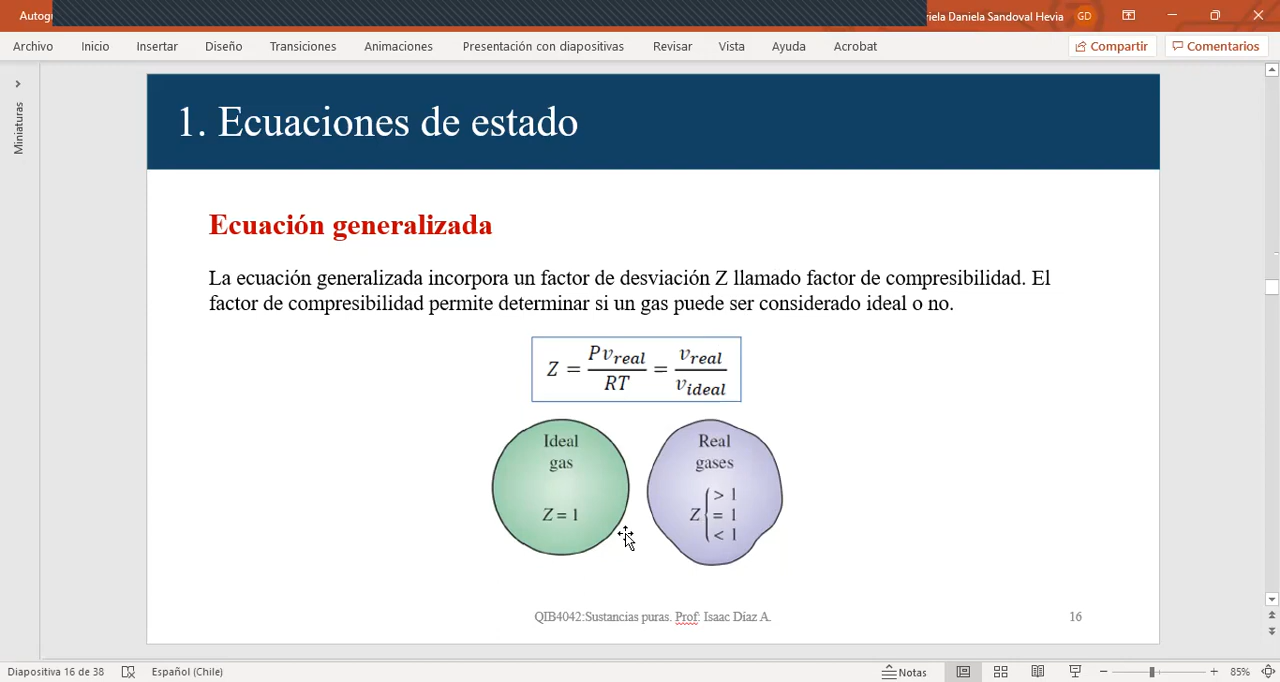 Autog
riela Daniela Sandoval Hevia GD
Archivo Inicio Insertar Diseño Transiciones Animaciones Presentación con diapositivas Revisar Vista Ayuda Acrobat Compartir Comentarios
Miniaturas
1. Ecuaciones de estado
Ecuación generalizada
La ecuación generalizada incorpora un factor de desviación Z llamado factor de compresibilidad. El
factor de compresibilidad permite determinar si un gas puede ser considerado ideal o no.
Z = Pv_real / RT = v_real / v_ideal
Ideal
gas
Z = 1
Real
gases
Z { > 1
= 1
< 1
QIB4042:Sustancias puras. Prof: Isaac Díaz A. 16
Diapositiva 16 de 38 Español (Chile) Notas 85%